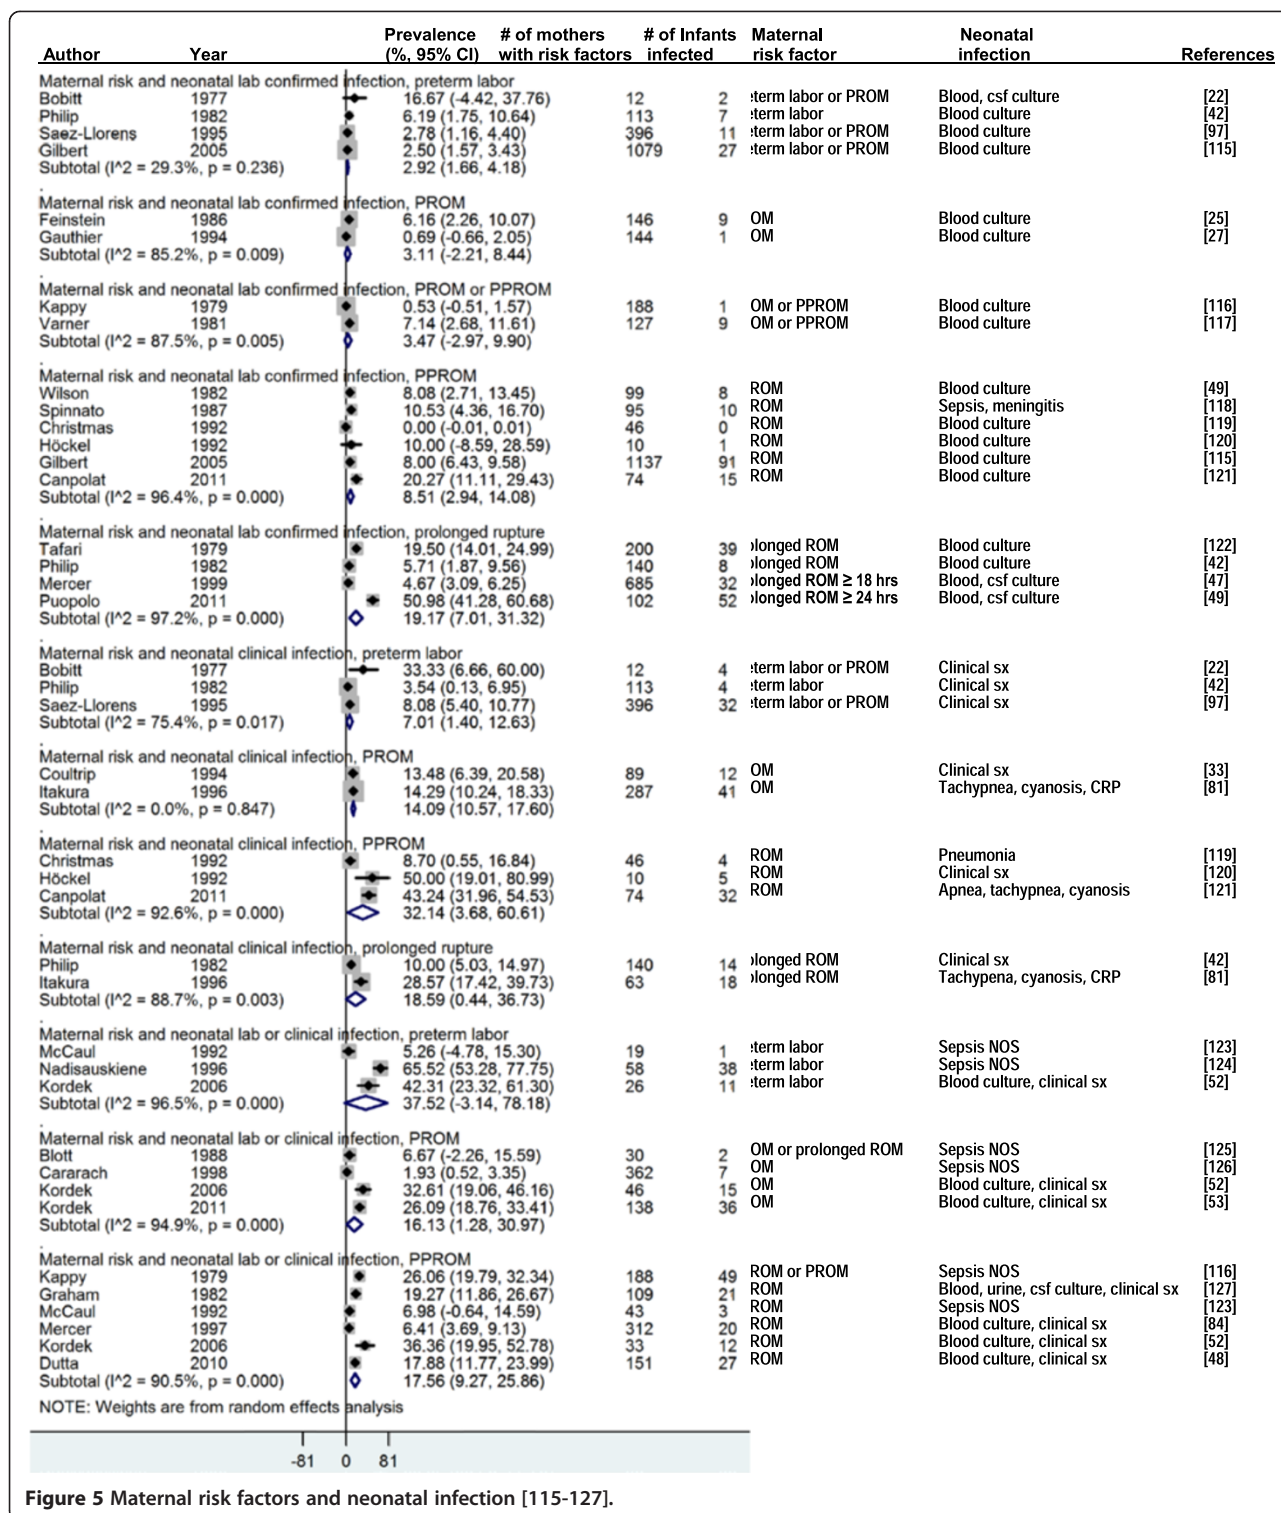 Prevalence # of mothers # of Infants Maternal Neonatal
Author Year (%, 95% CI) with risk factors infected risk factor infection References
Maternal risk and neonatal lab confirmed infection, preterm labor
Bobitt 1977 16.67 (-4.42, 37.76) 12 2 eterm labor or PROM Blood, csf culture [22]
Philip 1982 6.19 (1.75, 10.64) 113 7 eterm labor Blood culture [42]
Saez-Llorens 1995 2.78 (1.16, 4.40) 396 11 eterm labor or PROM Blood culture [97]
Gilbert 2005 2.50 (1.57, 3.43) 1079 27 eterm labor or PROM Blood culture [115]
Subtotal (I^2 = 29.3%, p = 0.236) 2.92 (1.66, 4.18)
.
Maternal risk and neonatal lab confirmed infection, PROM
Feinstein 1986 6.16 (2.26, 10.07) 146 9 OM Blood culture [25]
Gauthier 1994 0.69 (-0.66, 2.05) 144 1 OM Blood culture [27]
Subtotal (I^2 = 85.2%, p = 0.009) 3.11 (-2.21, 8.44)
.
Maternal risk and neonatal lab confirmed infection, PROM or PPROM
Kappy 1979 0.53 (-0.51, 1.57) 188 1 OM or PPROM Blood culture [116]
Varner 1981 7.14 (2.68, 11.61) 127 9 OM or PPROM Blood culture [117]
Subtotal (I^2 = 87.5%, p = 0.005) 3.47 (-2.97, 9.90)
.
Maternal risk and neonatal lab confirmed infection, PPROM
Wilson 1982 8.08 (2.71, 13.45) 99 8 ROM Blood culture [49]
Spinnato 1987 10.53 (4.36, 16.70) 95 10 ROM Sepsis, meningitis [118]
Christmas 1992 0.00 (-0.01, 0.01) 46 0 ROM Blood culture [119]
Höckel 1992 10.00 (-8.59, 28.59) 10 1 ROM Blood culture [120]
Gilbert 2005 8.00 (6.43, 9.58) 1137 91 ROM Blood culture [115]
Canpolat 2011 20.27 (11.11, 29.43) 74 15 ROM Blood culture [121]
Subtotal (I^2 = 96.4%, p = 0.000) 8.51 (2.94, 14.08)
.
Maternal risk and neonatal lab confirmed infection, prolonged rupture
Tafari 1979 19.50 (14.01, 24.99) 200 39 olonged ROM Blood culture [122]
Philip 1982 5.71 (1.87, 9.56) 140 8 olonged ROM Blood culture [42]
Mercer 1999 4.67 (3.09, 6.25) 685 32 olonged ROM ≥ 18 hrs Blood, csf culture [47]
Puopolo 2011 50.98 (41.28, 60.68) 102 52 olonged ROM ≥ 24 hrs Blood, csf culture [49]
Subtotal (I^2 = 97.2%, p = 0.000) 19.17 (7.01, 31.32)
.
Maternal risk and neonatal clinical infection, preterm labor
Bobitt 1977 33.33 (6.66, 60.00) 12 4 eterm labor or PROM Clinical sx [22]
Philip 1982 3.54 (0.13, 6.95) 113 4 eterm labor Clinical sx [42]
Saez-Llorens 1995 8.08 (5.40, 10.77) 396 32 eterm labor or PROM Clinical sx [97]
Subtotal (I^2 = 75.4%, p = 0.017) 7.01 (1.40, 12.63)
.
Maternal risk and neonatal clinical infection, PROM
Coultrip 1994 13.48 (6.39, 20.58) 89 12 OM Clinical sx [33]
Itakura 1996 14.29 (10.24, 18.33) 287 41 OM Tachypnea, cyanosis, CRP [81]
Subtotal (I^2 = 0.0%, p = 0.847) 14.09 (10.57, 17.60)
.
Maternal risk and neonatal clinical infection, PPROM
Christmas 1992 8.70 (0.55, 16.84) 46 4 ROM Pneumonia [119]
Höckel 1992 50.00 (19.01, 80.99) 10 5 ROM Clinical sx [120]
Canpolat 2011 43.24 (31.96, 54.53) 74 32 ROM Apnea, tachypnea, cyanosis [121]
Subtotal (I^2 = 92.6%, p = 0.000) 32.14 (3.68, 60.61)
.
Maternal risk and neonatal clinical infection, prolonged rupture
Philip 1982 10.00 (5.03, 14.97) 140 14 olonged ROM Clinical sx [42]
Itakura 1996 28.57 (17.42, 39.73) 63 18 olonged ROM Tachypena, cyanosis, CRP [81]
Subtotal (I^2 = 88.7%, p = 0.003) 18.59 (0.44, 36.73)
.
Maternal risk and neonatal lab or clinical infection, preterm labor
McCaul 1992 5.26 (-4.78, 15.30) 19 1 eterm labor Sepsis NOS [123]
Nadisauskiene 1996 65.52 (53.28, 77.75) 58 38 eterm labor Sepsis NOS [124]
Kordek 2006 42.31 (23.32, 61.30) 26 11 eterm labor Blood culture, clinical sx [52]
Subtotal (I^2 = 96.5%, p = 0.000) 37.52 (-3.14, 78.18)
.
Maternal risk and neonatal lab or clinical infection, PROM
Blott 1988 6.67 (-2.26, 15.59) 30 2 OM or prolonged ROM Sepsis NOS [125]
Cararach 1998 1.93 (0.52, 3.35) 362 7 OM Sepsis NOS [126]
Kordek 2006 32.61 (19.06, 46.16) 46 15 OM Blood culture, clinical sx [52]
Kordek 2011 26.09 (18.76, 33.41) 138 36 OM Blood culture, clinical sx [53]
Subtotal (I^2 = 94.9%, p = 0.000) 16.13 (1.28, 30.97)
.
Maternal risk and neonatal lab or clinical infection, PPROM
Kappy 1979 26.06 (19.79, 32.34) 188 49 ROM or PROM Sepsis NOS [116]
Graham 1982 19.27 (11.86, 26.67) 109 21 ROM Blood, urine, csf culture, clinical sx [127]
McCaul 1992 6.98 (-0.64, 14.59) 43 3 ROM Sepsis NOS [123]
Mercer 1997 6.41 (3.69, 9.13) 312 20 ROM Blood culture, clinical sx [84]
Kordek 2006 36.36 (19.95, 52.78) 33 12 ROM Blood culture, clinical sx [52]
Dutta 2010 17.88 (11.77, 23.99) 151 27 ROM Blood culture, clinical sx [48]
Subtotal (I^2 = 90.5%, p = 0.000) 17.56 (9.27, 25.86)
NOTE: Weights are from random effects analysis
-81 0 81
Figure 5 Maternal risk factors and neonatal infection [115-127].